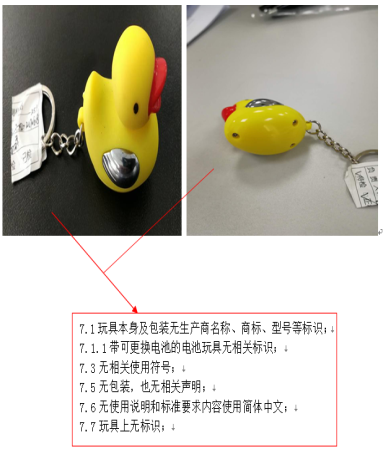 7.1玩具本身及包装无生产商名称、商标、型号等标识；↓
7.1.1带可更换电池的电池玩具无相关标识；↓
7.3无相关使用符号；↓
7.5无包装，也无相关声明；↓
7.6无使用说明和标准要求内容使用简体中文；↓
7.7玩具上无标识；↓